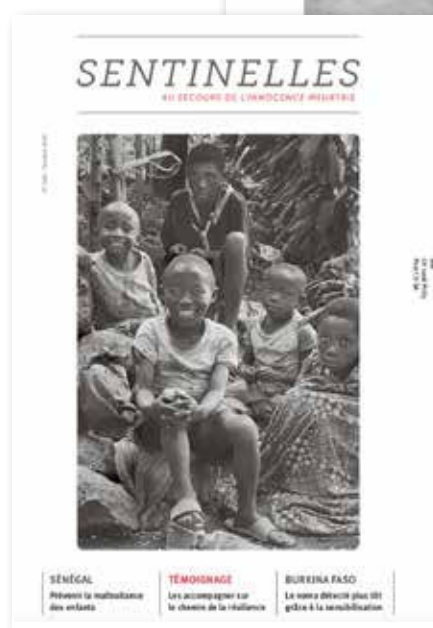 SENTINELLES
AU SECOURS DE L'INNOCENCE MEURTRIE
SÉNÉGAL
Prévenir la maltraitance
des enfants
TÉMOIGNAGE
Les accompagner sur
le chemin de la résilience
BURKINA FASO
Le noma détecté plus tôt
grâce à la sensibilisation